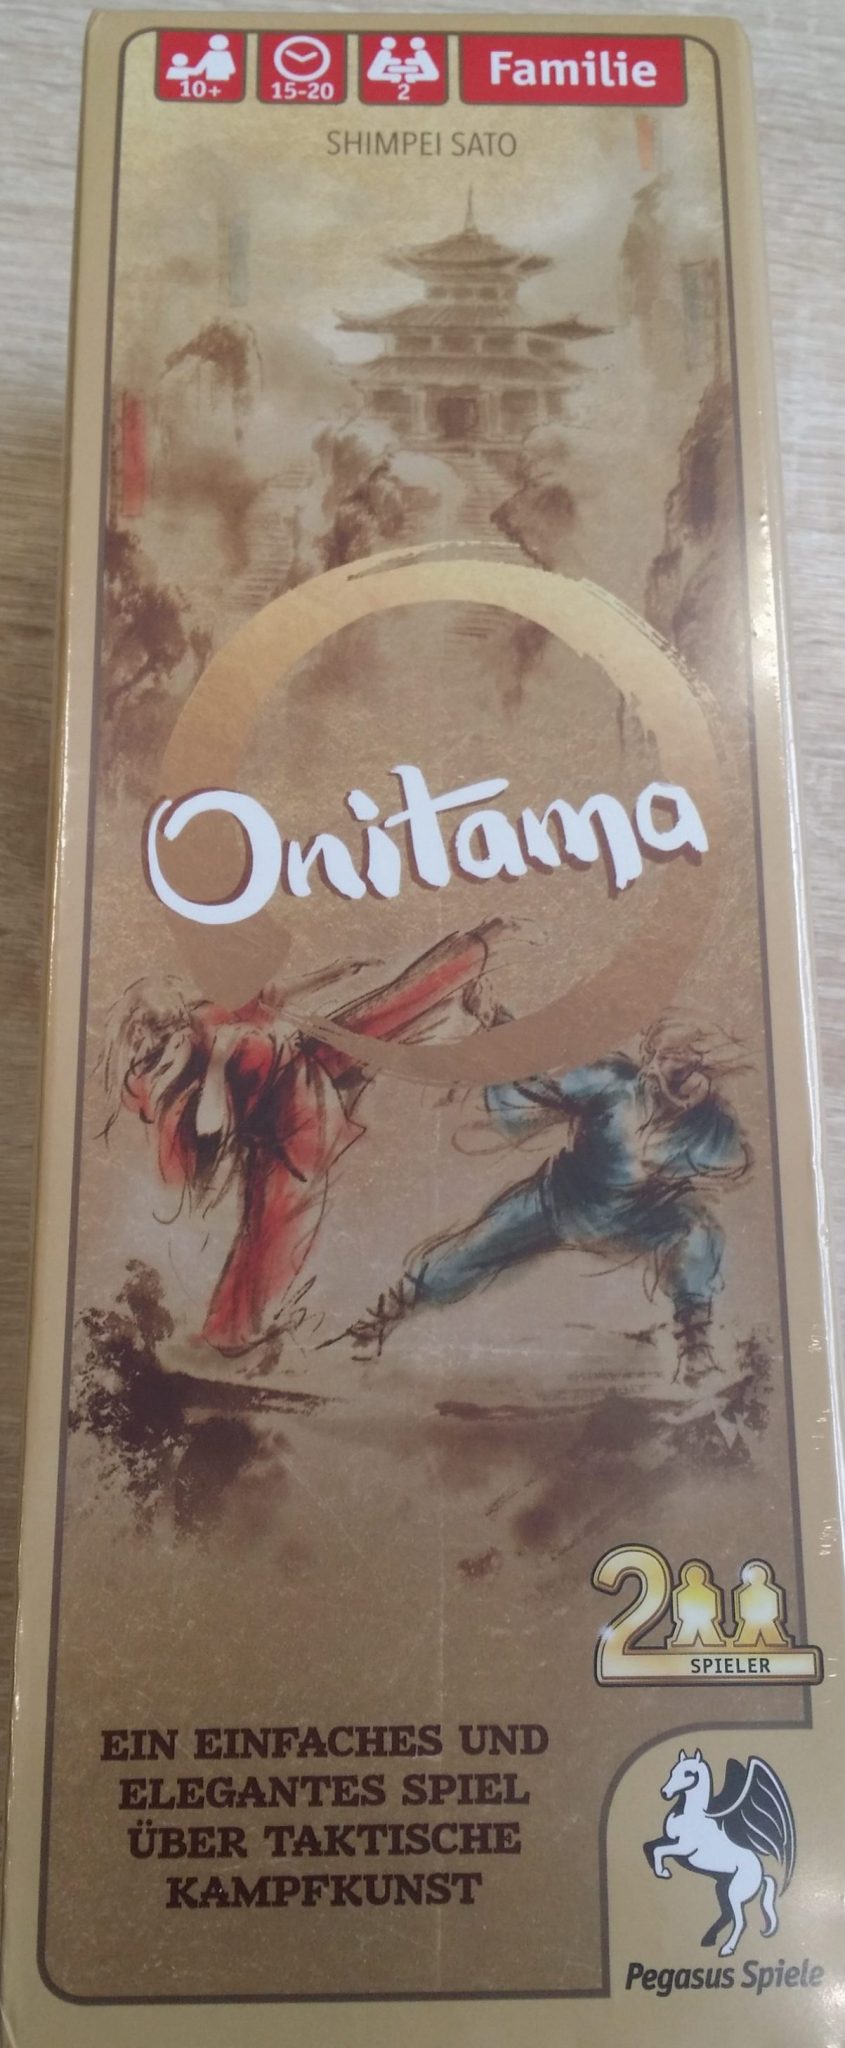 10+
15-20
2
Familie
SHIMPEI SATO
Onitama
2
SPIELER
EIN EINFACHES UND
ELEGANTES SPIEL
ÜBER TAKTISCHE
KAMPFKUNST
Pegasus Spiele